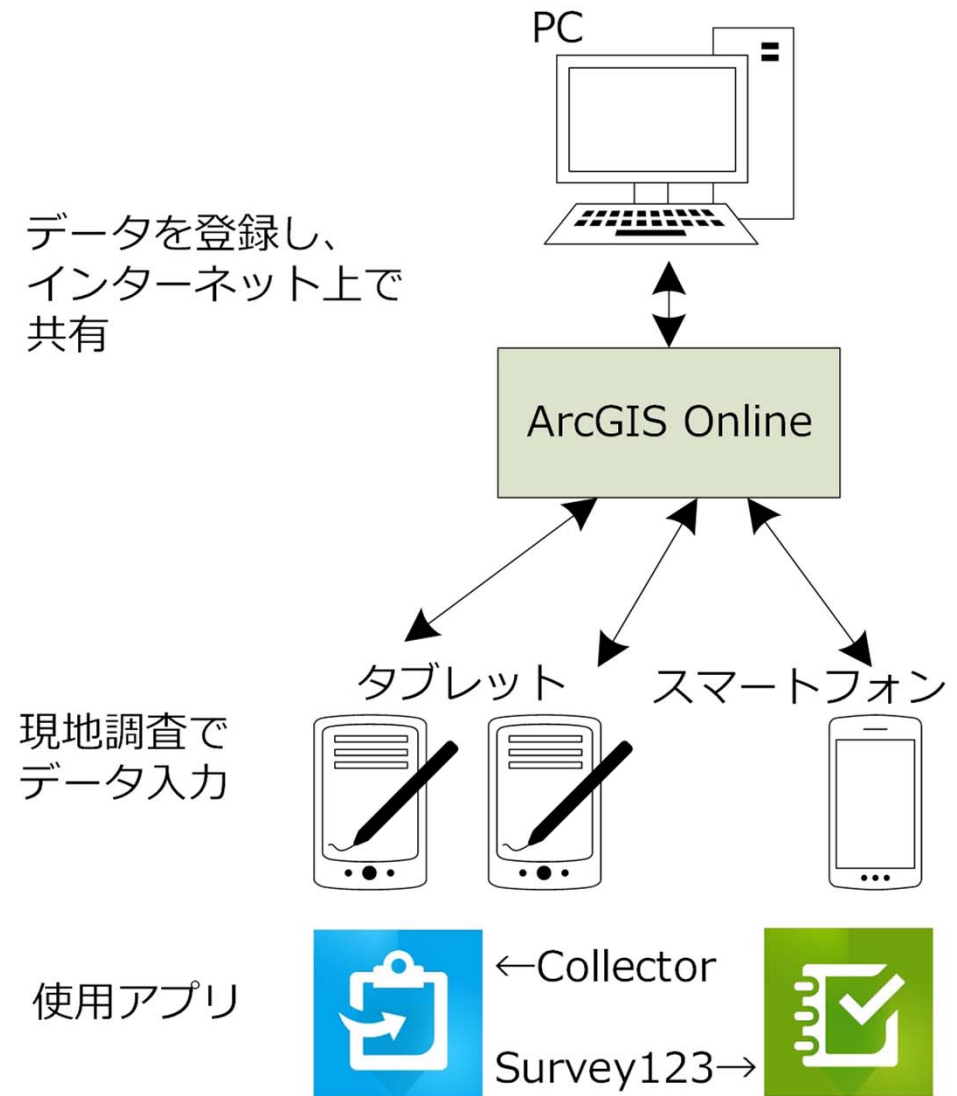 PC
データを登録し、
インターネット上で
共有
ArcGIS Online
タブレット
スマートフォン
現地調査で
データ入力
使用アプリ
←Collector
Survey123→